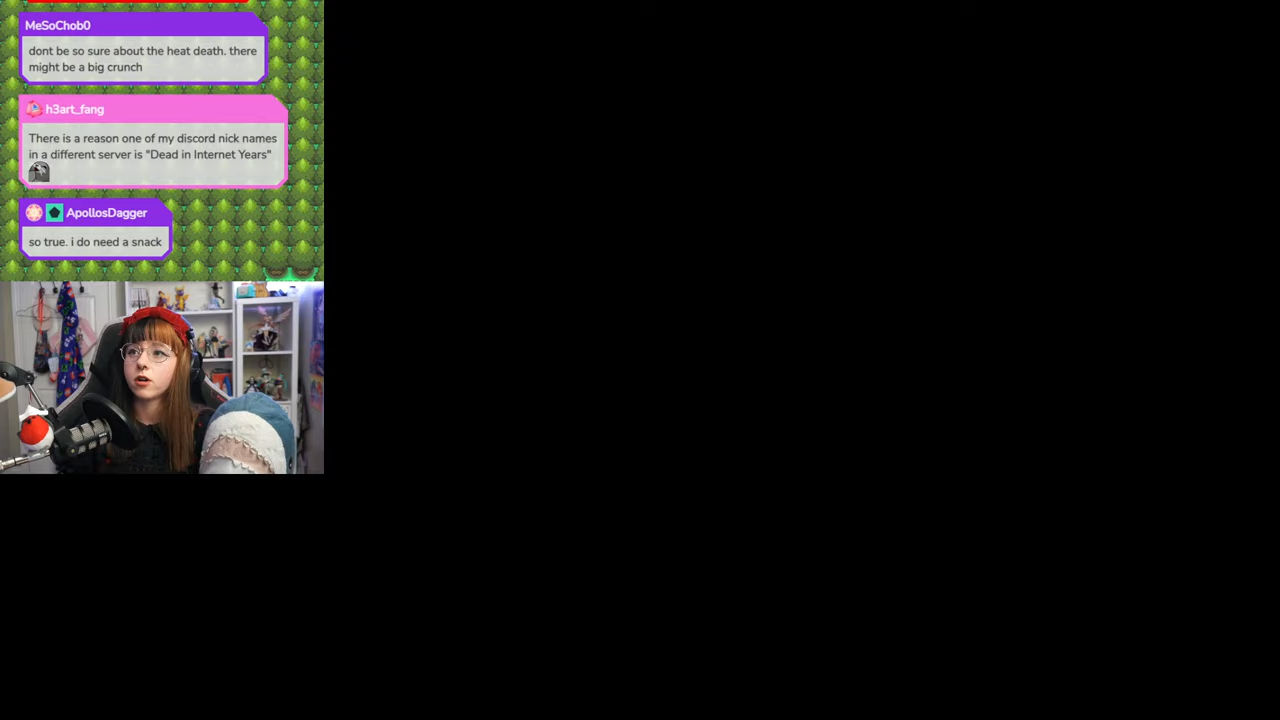 MeSoChob0
dont be so sure about the heat death. there
might be a big crunch
h3art_fang
There is a reason one of my discord nick names
in a different server is "Dead in Internet Years"
ApollosDagger
so true. i do need a snack